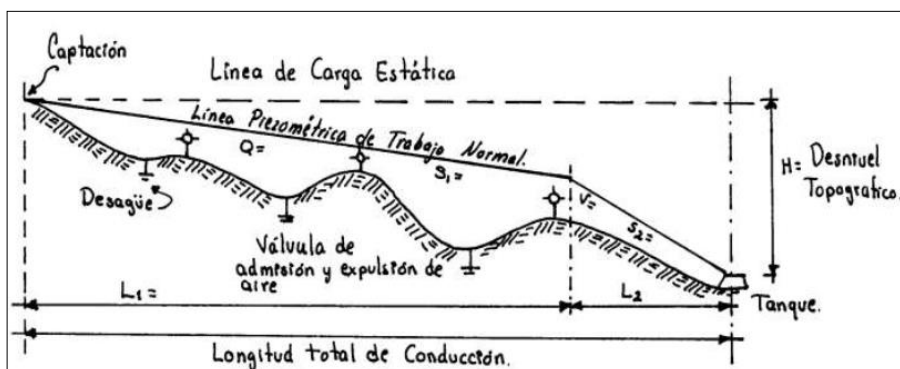 Captación
Línea de Carga Estática
Línea Piezométrica de Trabajo Normal.
Q=
S₁=
H= Desnivel
Topografico.
Desagüe
V=
S₂=
Válvula de
admisión y expulsión de
aire
L₁=
L₂
Tanque.
Longitud total de Conducción.